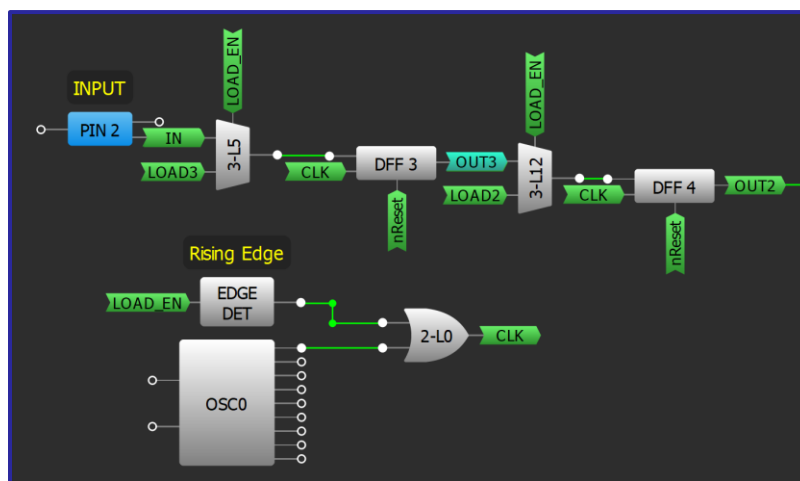 LOAD_EN
INPUT
PIN 2
IN
LOAD3
3-L5
CLK
DFF 3
nReset
OUT3
LOAD_EN
LOAD2
3-L12
CLK
DFF 4
nReset
OUT2
Rising Edge
LOAD_EN
EDGE
DET
2-L0
CLK
OSC0